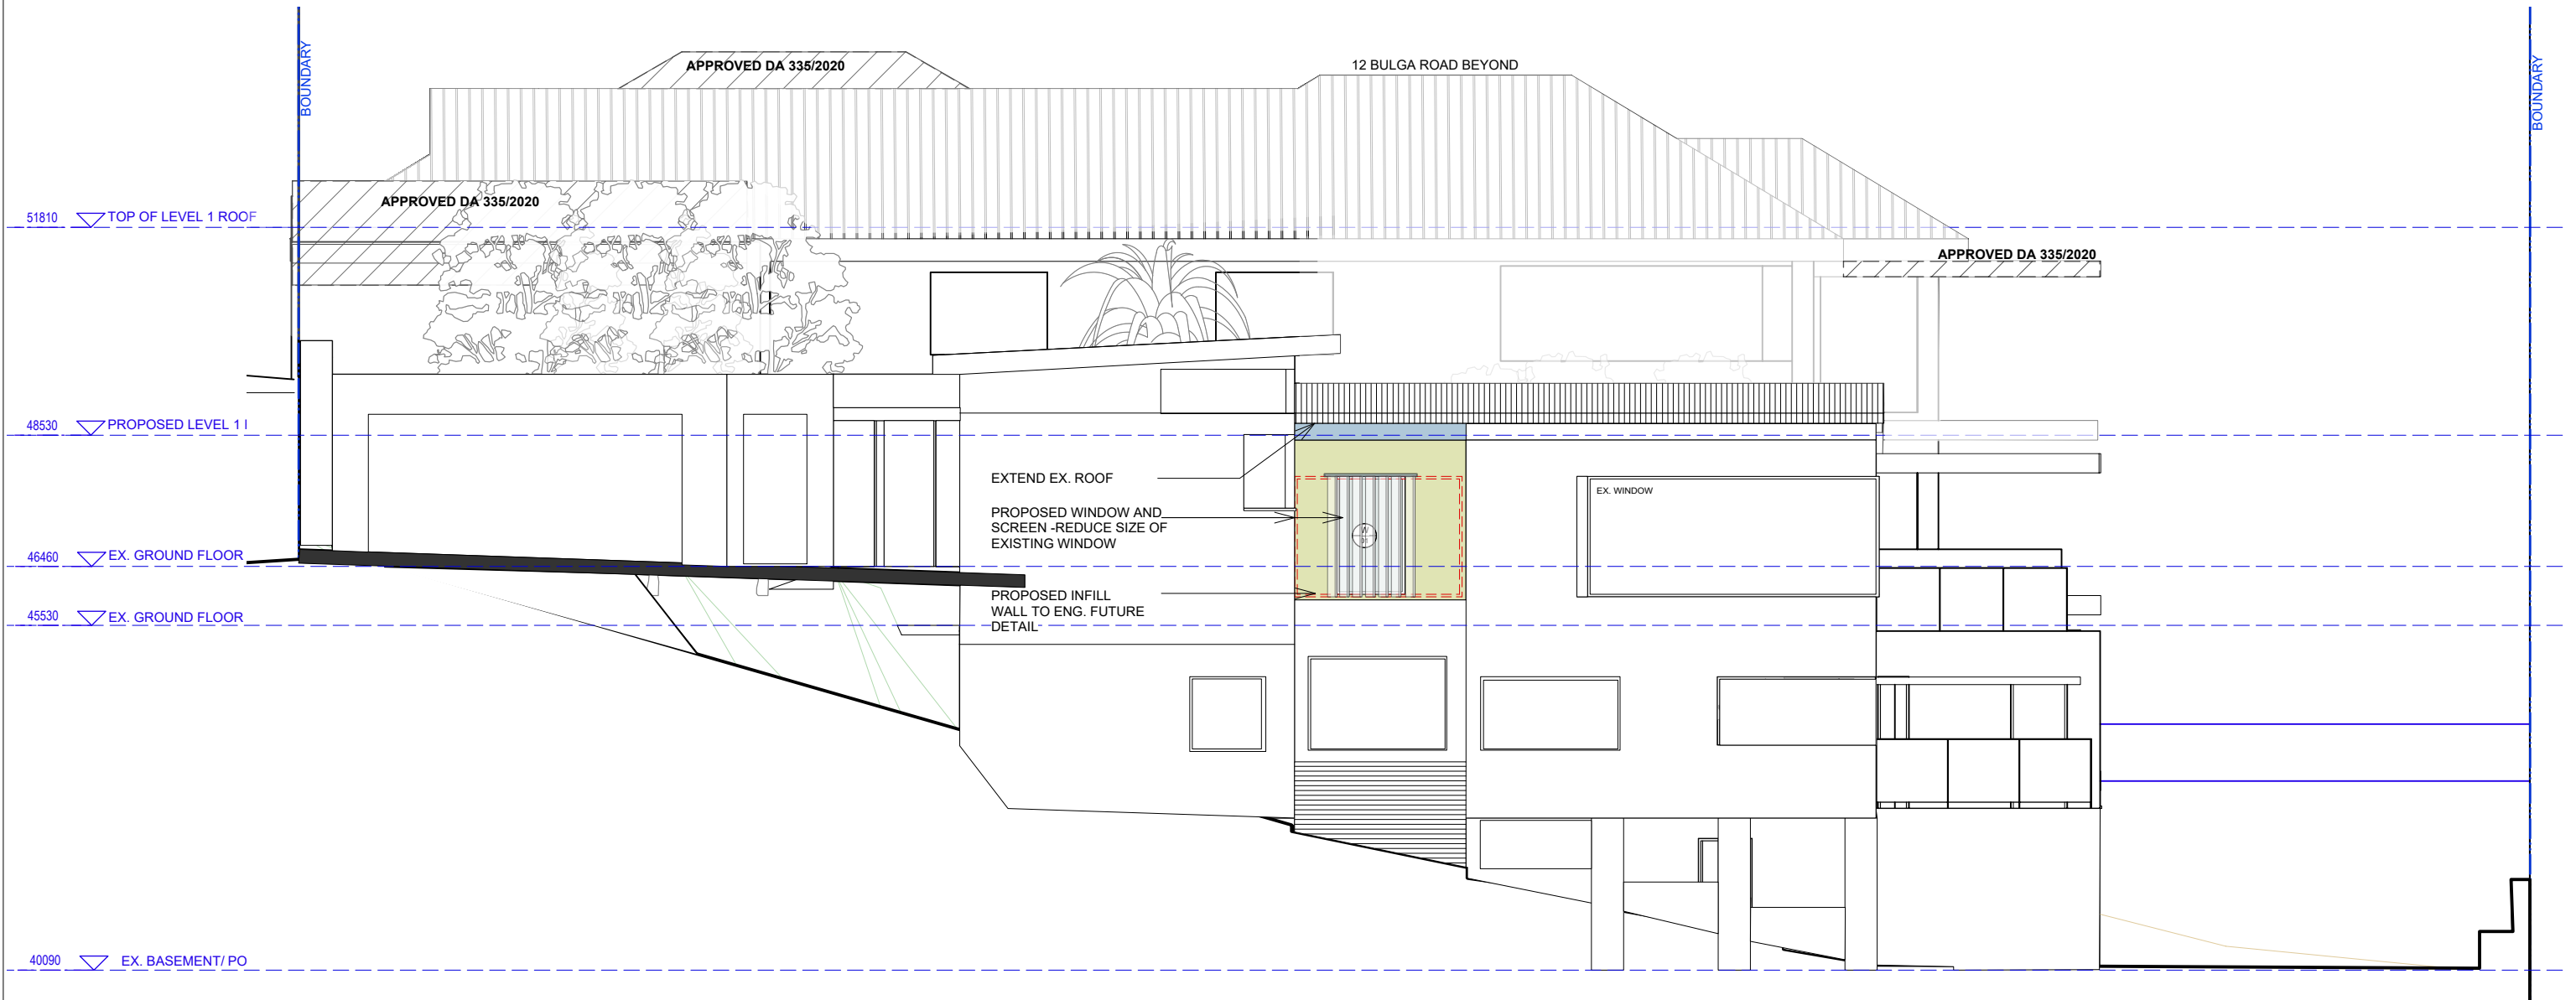 BOUNDARY
APPROVED DA 335/2020
12 BULGA ROAD BEYOND
BOUNDARY
APPROVED DA 335/2020
51810 TOP OF LEVEL 1 ROOF
APPROVED DA 335/2020
48530 PROPOSED LEVEL 1
EXTEND EX. ROOF
EX. WINDOW
PROPOSED WINDOW AND
SCREEN -REDUCE SIZE OF
EXISTING WINDOW
W
01
46460 EX. GROUND FLOOR
PROPOSED INFILL
WALL TO ENG. FUTURE
DETAIL
45530 EX. GROUND FLOOR
40090 EX. BASEMENT/ PO